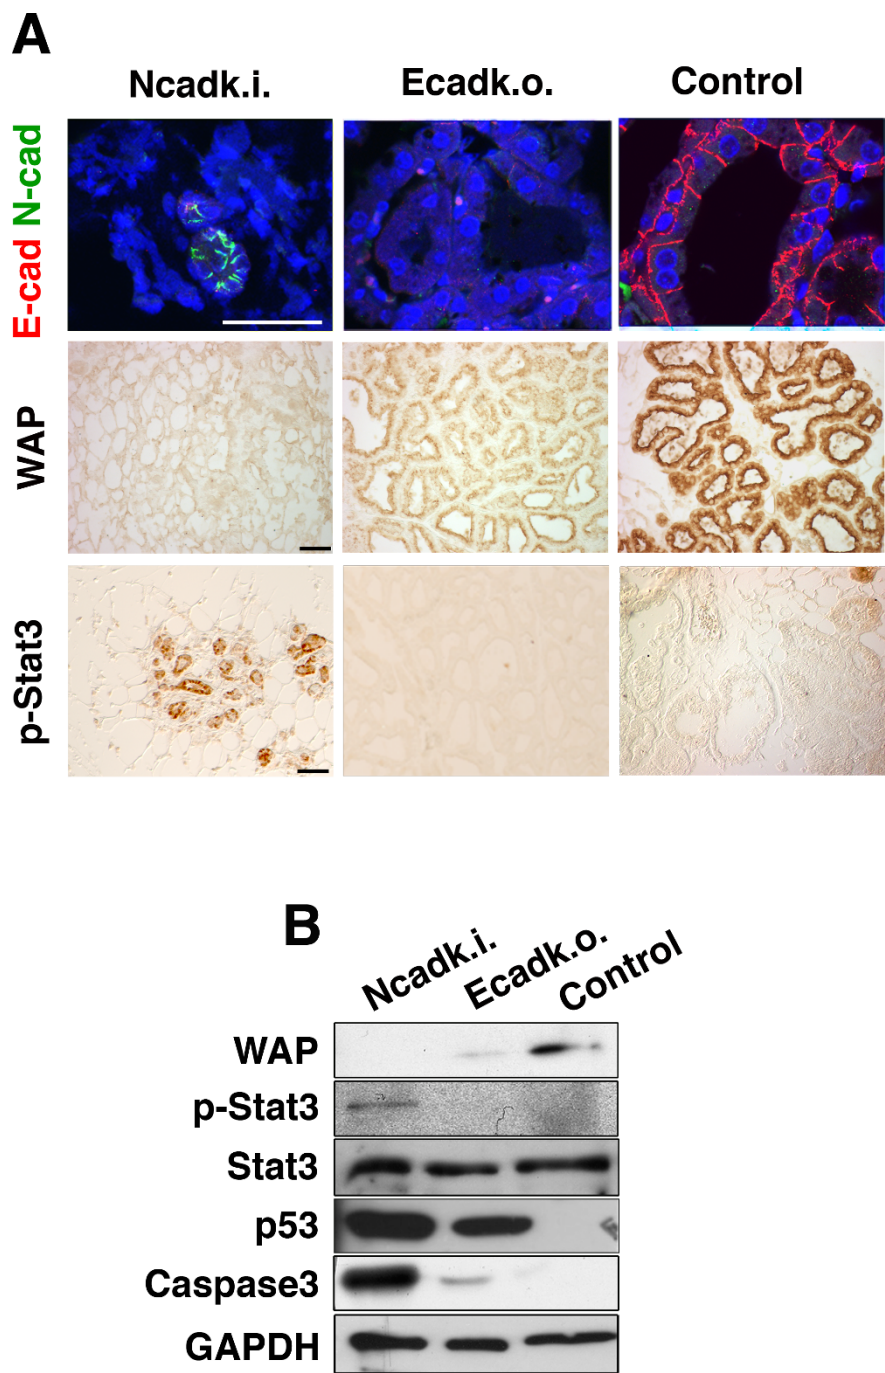 A
Ncadk.i. Ecadk.o. Control
E-cad N-cad
WAP
p-Stat3
B
Ncadk.i. Ecadk.o. Control
WAP
p-Stat3
Stat3
p53
Caspase3
GAPDH